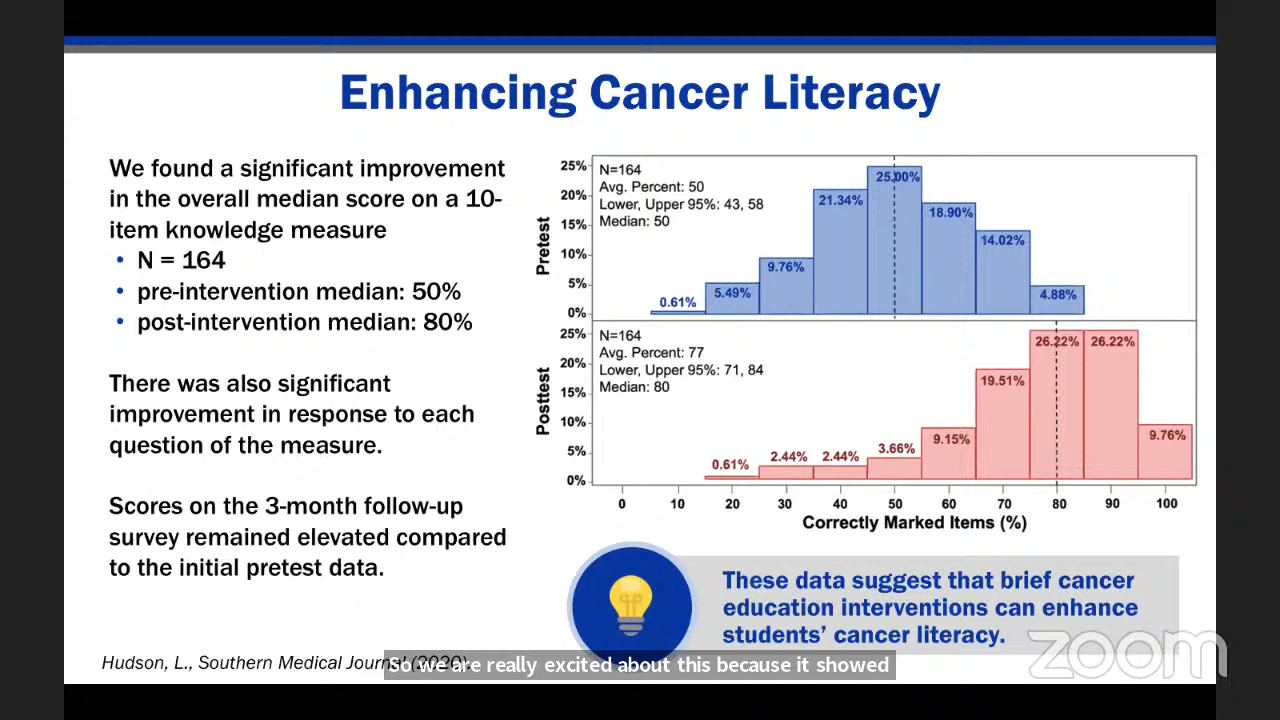 Enhancing Cancer Literacy
We found a significant improvement
in the overall median score on a 10-
item knowledge measure
• N = 164
• pre-intervention median: 50%
• post-intervention median: 80%
There was also significant
improvement in response to each
question of the measure.
Scores on the 3-month follow-up
survey remained elevated compared
to the initial pretest data.
Hudson, L., Southern Medical Journal (2020)
Pretest
25%
20%
15%
10%
5%
0%
N=164
Avg. Percent: 50
Lower, Upper 95%: 43, 58
Median: 50
0.61%
5.49%
9.76%
21.34%
25.00%
18.90%
14.02%
4.88%
Posttest
25%
20%
15%
10%
5%
0%
N=164
Avg. Percent: 77
Lower, Upper 95%: 71, 84
Median: 80
0.61%
2.44%
2.44%
3.66%
9.15%
19.51%
26.22%
26.22%
9.76%
0 10 20 30 40 50 60 70 80 90 100
Correctly Marked Items (%)
These data suggest that brief cancer
education interventions can enhance
students’ cancer literacy.
zoom
So we are really excited about this because it showed